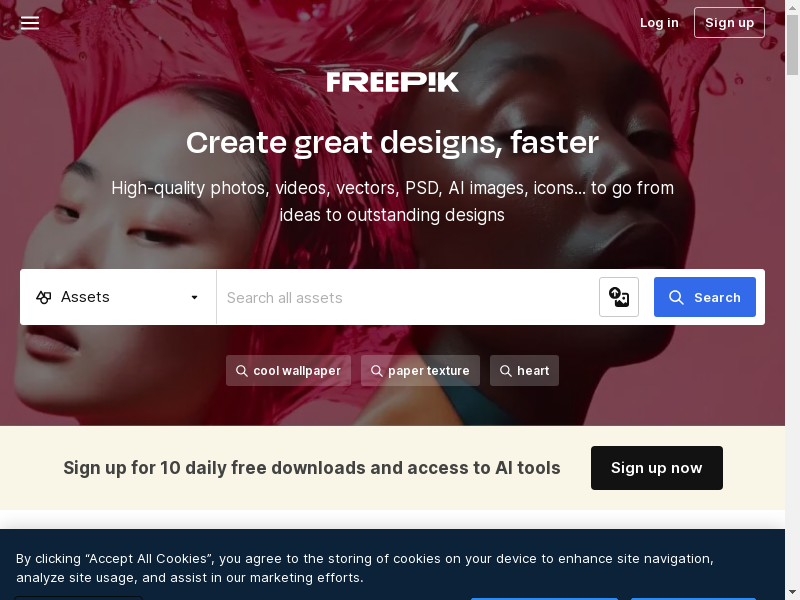 Log in
Sign up
FREEPIK
Create great designs, faster
High-quality photos, videos, vectors, PSD, AI images, icons... to go from
ideas to outstanding designs
Assets
Search all assets
Search
cool wallpaper
paper texture
heart
Sign up for 10 daily free downloads and access to AI tools
Sign up now
By clicking “Accept All Cookies”, you agree to the storing of cookies on your device to enhance site navigation,
analyze site usage, and assist in our marketing efforts.